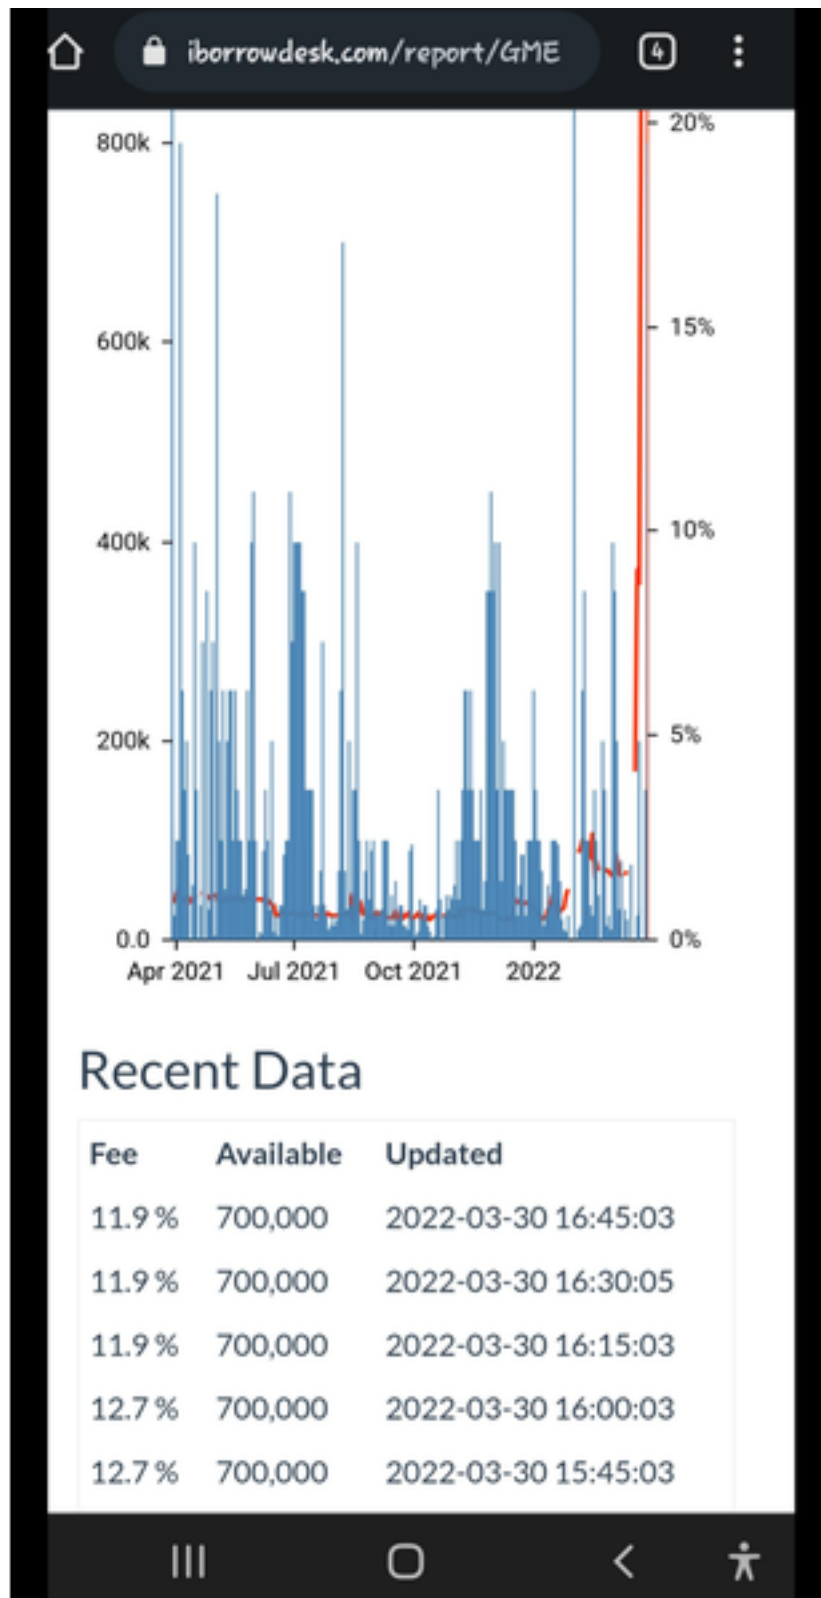 iborrowdesk.com/report/GME 4
800k 20%
600k 15%
400k 10%
200k 5%
0.0 0%
Apr 2021 Jul 2021 Oct 2021 2022
Recent Data
Fee Available Updated
11.9 % 700,000 2022-03-30 16:45:03
11.9 % 700,000 2022-03-30 16:30:05
11.9 % 700,000 2022-03-30 16:15:03
12.7 % 700,000 2022-03-30 16:00:03
12.7 % 700,000 2022-03-30 15:45:03